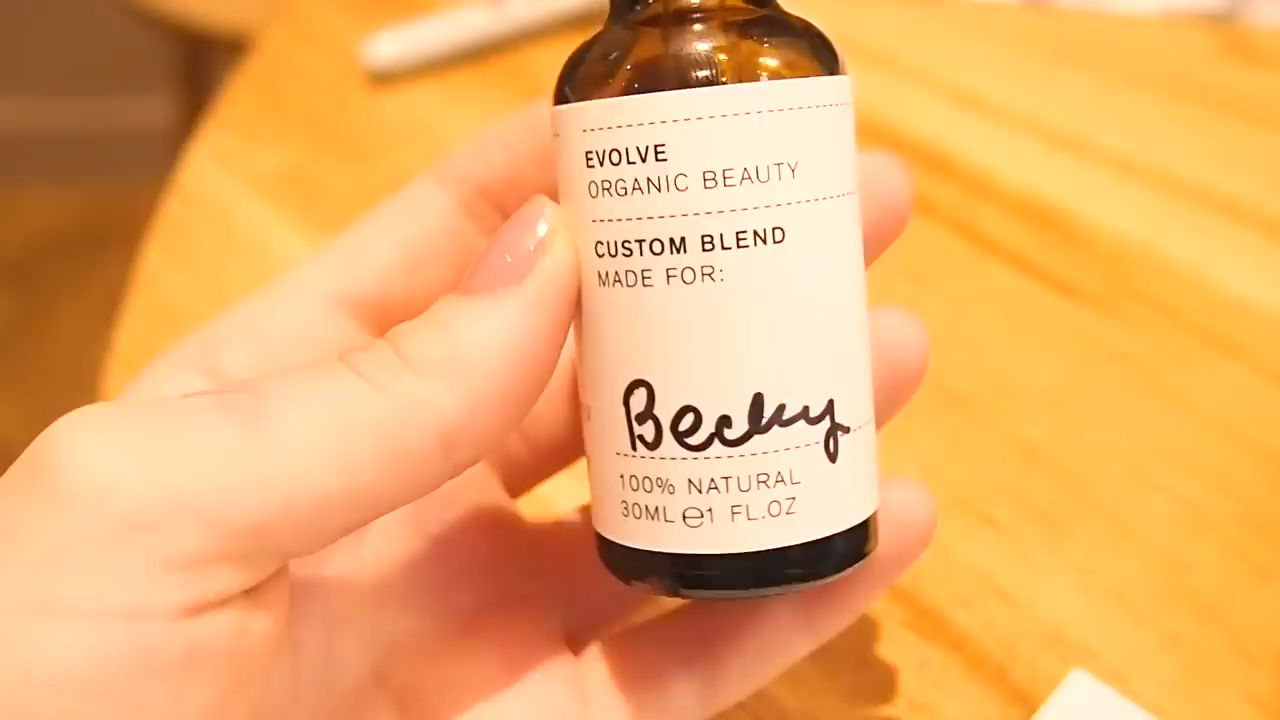 EVOLVE
ORGANIC BEAUTY
CUSTOM BLEND
MADE FOR:
Becky
100% NATURAL
30ML ℮1 FL.OZ